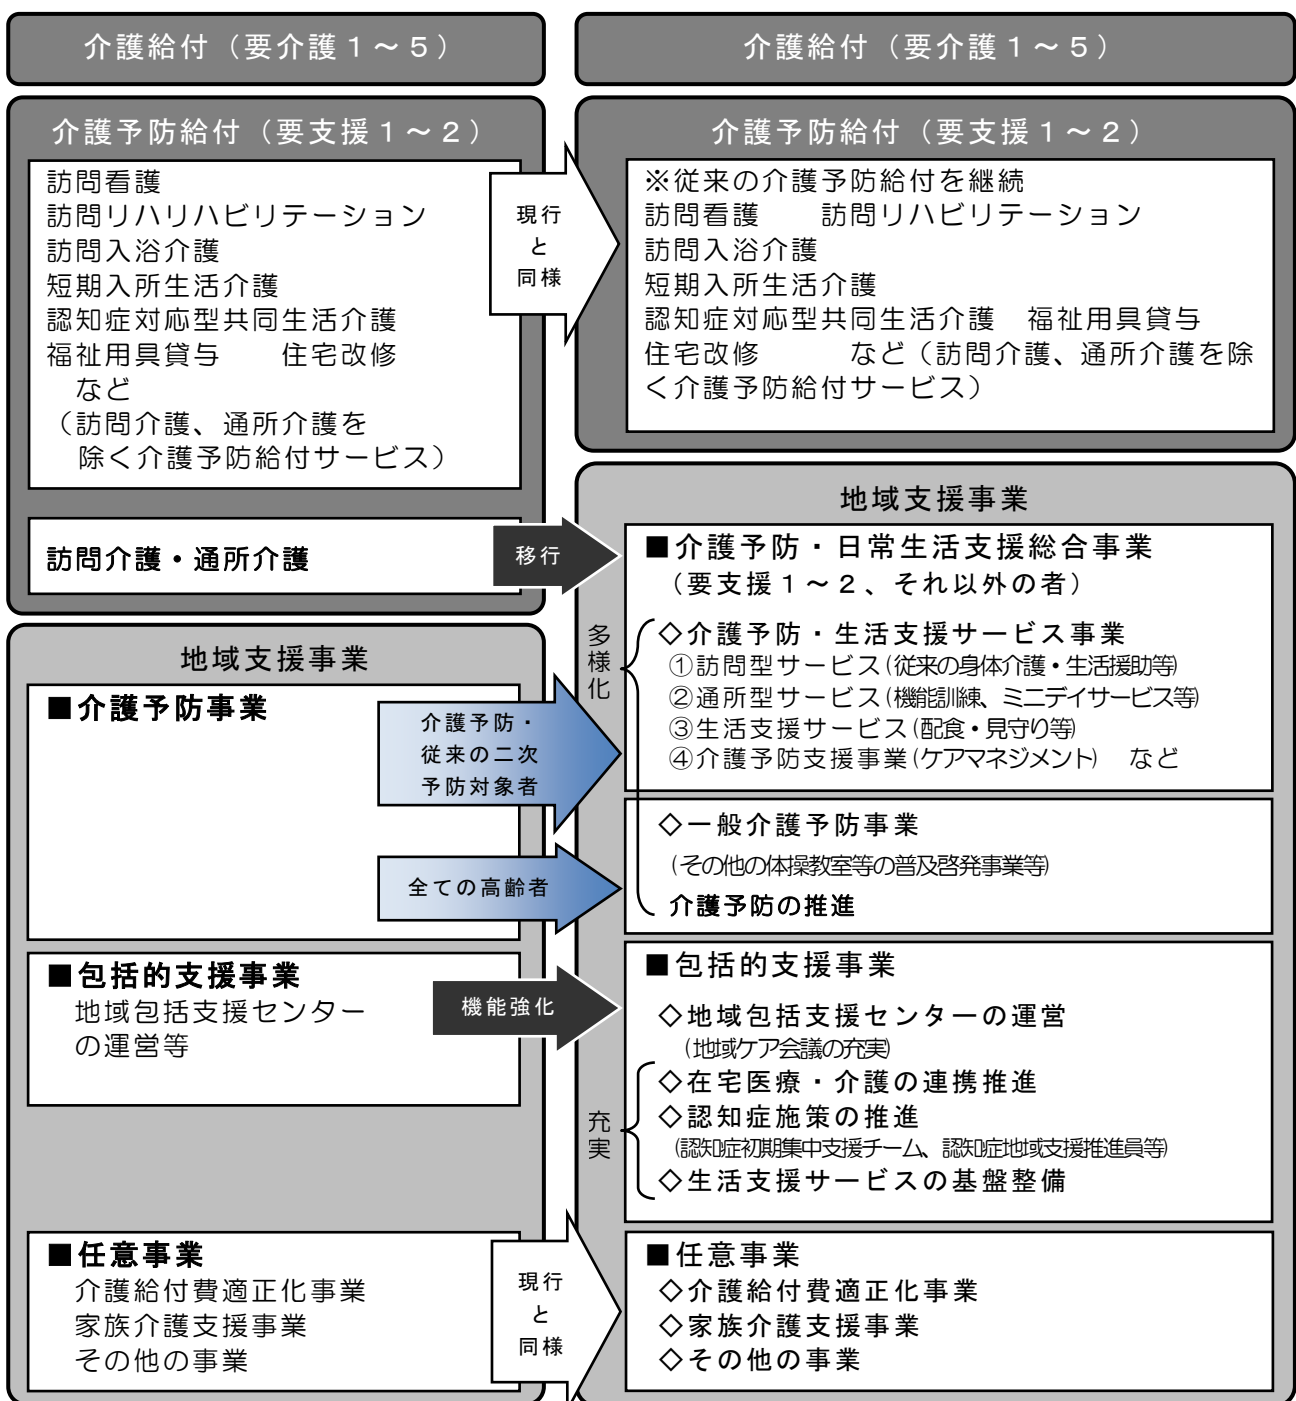 介護給付（要介護１～５）
介護予防給付（要支援１～２）
訪問看護
訪問リハリハビリテーション
訪問入浴介護
短期入所生活介護
認知症対応型共同生活介護
福祉用具貸与　　住宅改修
など
（訪問介護、通所介護を
除く介護予防給付サービス）
訪問介護・通所介護
地域支援事業
■介護予防事業
■包括的支援事業
地域包括支援センター
の運営等
■任意事業
介護給付費適正化事業
家族介護支援事業
その他の事業
現行
と
同様
移行
介護予防・
従来の二次
予防対象者
全ての高齢者
機能強化
現行
と
同様
介護給付（要介護１～５）
介護予防給付（要支援１～２）
※従来の介護予防給付を継続
訪問看護　　訪問リハビリテーション
訪問入浴介護
短期入所生活介護
認知症対応型共同生活介護　福祉用具貸与
住宅改修　　　など（訪問介護、通所介護を除
く介護予防給付サービス）
地域支援事業
■介護予防・日常生活支援総合事業
（要支援１～２、それ以外の者）
多様化
◇介護予防・生活支援サービス事業
①訪問型サービス(従来の身体介護・生活援助等)
②通所型サービス(機能訓練、ミニデイサービス等)
③生活支援サービス(配食・見守り等)
④介護予防支援事業(ケアマネジメント)　など
◇一般介護予防事業
(その他の体操教室等の普及啓発事業等)
介護予防の推進
■包括的支援事業
◇地域包括支援センターの運営
(地域ケア会議の充実)
充実
◇在宅医療・介護の連携推進
◇認知症施策の推進
(認知症初期集中支援チーム、認知症地域支援推進員等)
◇生活支援サービスの基盤整備
■任意事業
◇介護給付費適正化事業
◇家族介護支援事業
◇その他の事業